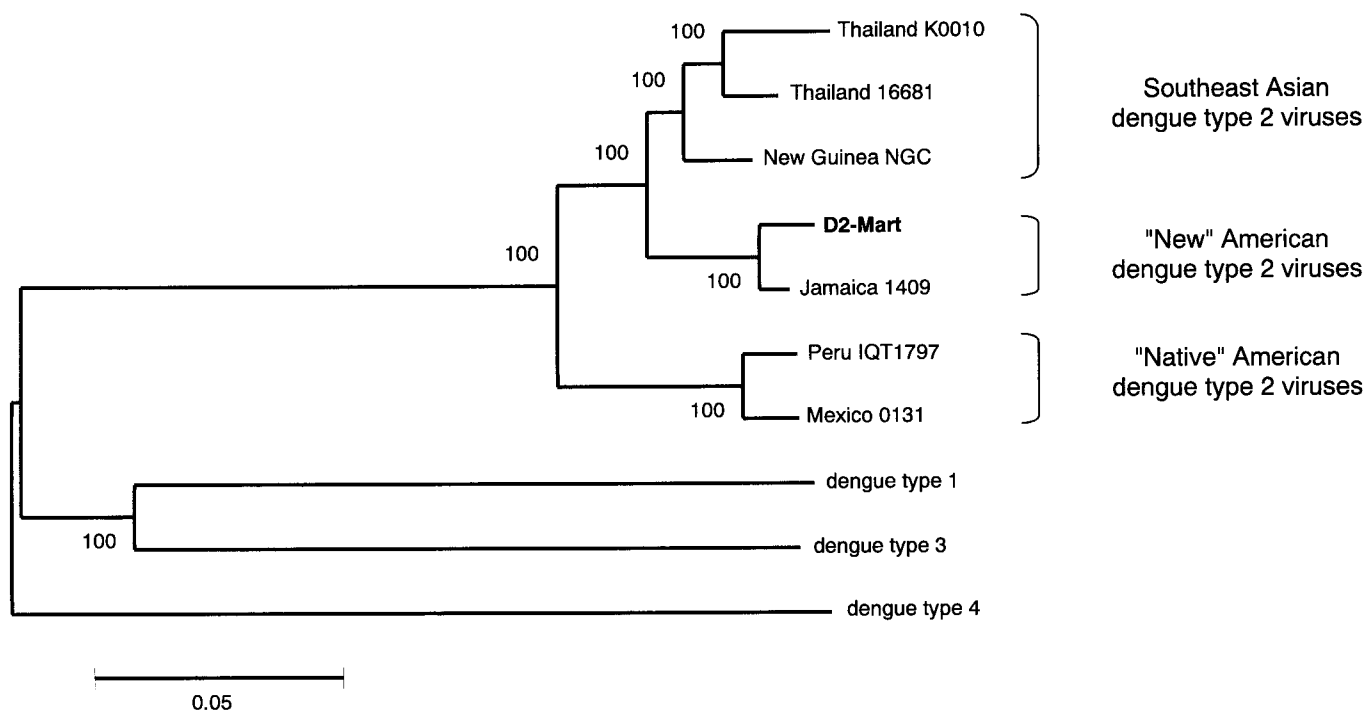 100
Thailand K0010
100
Thailand 16681
Southeast Asian
dengue type 2 viruses
100
New Guinea NGC
D2-Mart
"New" American
dengue type 2 viruses
100
100
Jamaica 1409
Peru IQT1797
"Native" American
dengue type 2 viruses
100
Mexico 0131
dengue type 1
100
dengue type 3
dengue type 4
0.05